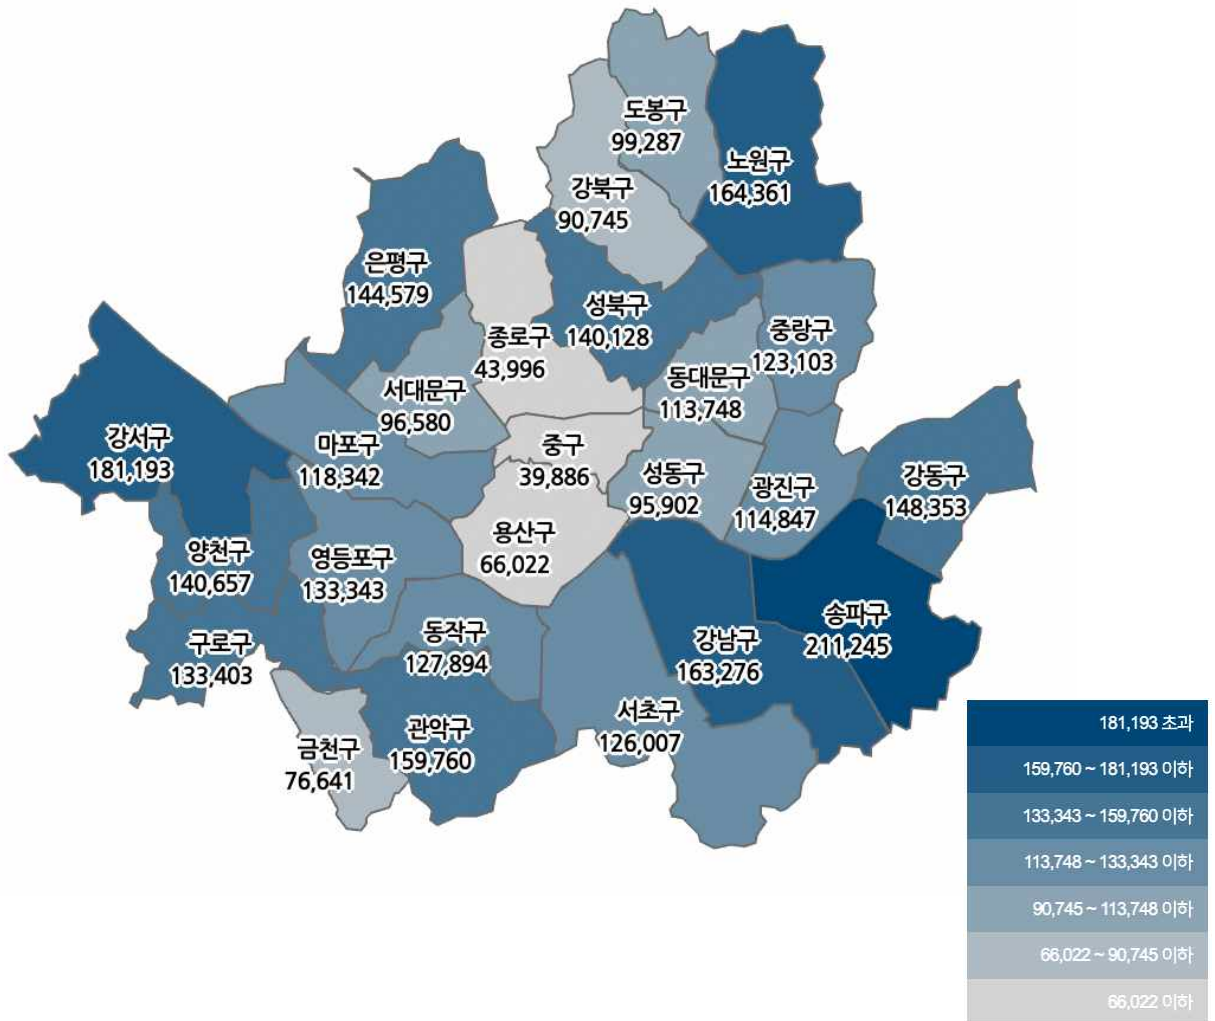 도봉구
99,287
노원구
164,361
강북구
90,745
은평구
144,579
성북구
140,128
종로구
43,996
중랑구
123,103
동대문구
113,748
서대문구
96,580
강서구
181,193
마포구
118,342
중구
39,886
성동구
95,902
광진구
114,847
강동구
148,353
용산구
66,022
양천구
140,657
영등포구
133,343
구로구
133,403
동작구
127,894
강남구
163,276
송파구
211,245
서초구
126,007
관악구
159,760
금천구
76,641
181,193 초과
159,760 ~ 181,193 이하
133,343 ~ 159,760 이하
113,748 ~ 133,343 이하
90,745 ~ 113,748 이하
66,022 ~ 90,745 이하
66,022 이하